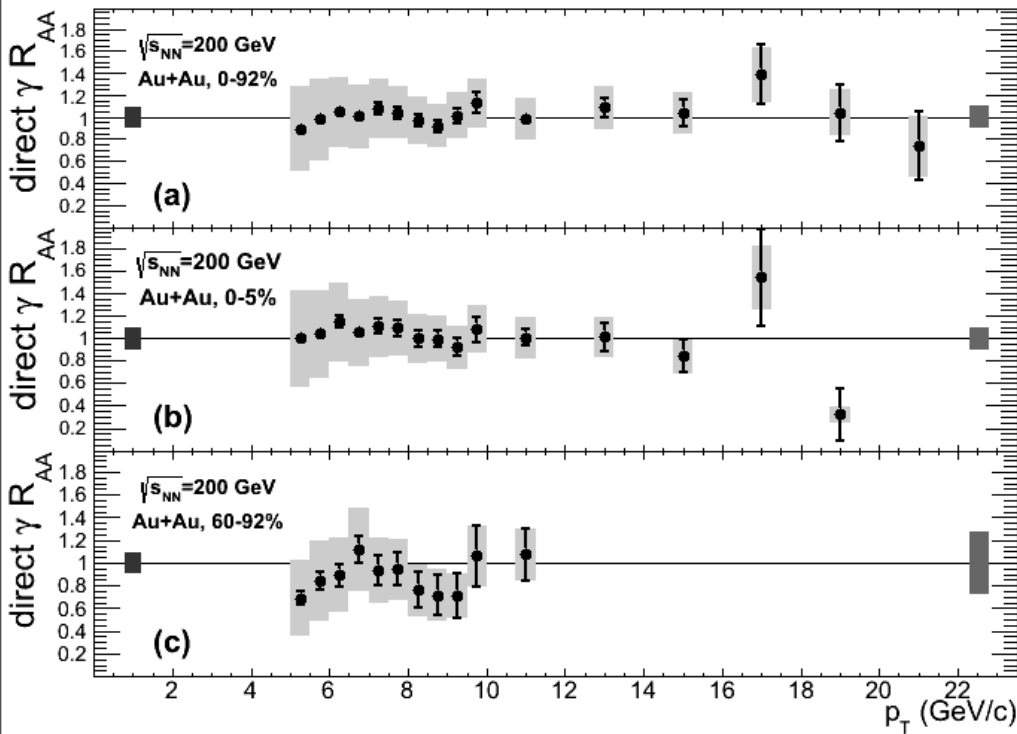 direct γ R_AA
1.8
1.6
1.4
1.2
1
0.8
0.6
0.4
0.2
√s_NN=200 GeV
Au+Au, 0-92%
(a)
direct γ R_AA
1.8
1.6
1.4
1.2
1
0.8
0.6
0.4
0.2
√s_NN=200 GeV
Au+Au, 0-5%
(b)
direct γ R_AA
1.8
1.6
1.4
1.2
1
0.8
0.6
0.4
0.2
√s_NN=200 GeV
Au+Au, 60-92%
(c)
2 4 6 8 10 12 14 16 18 20 22
p_T (GeV/c)